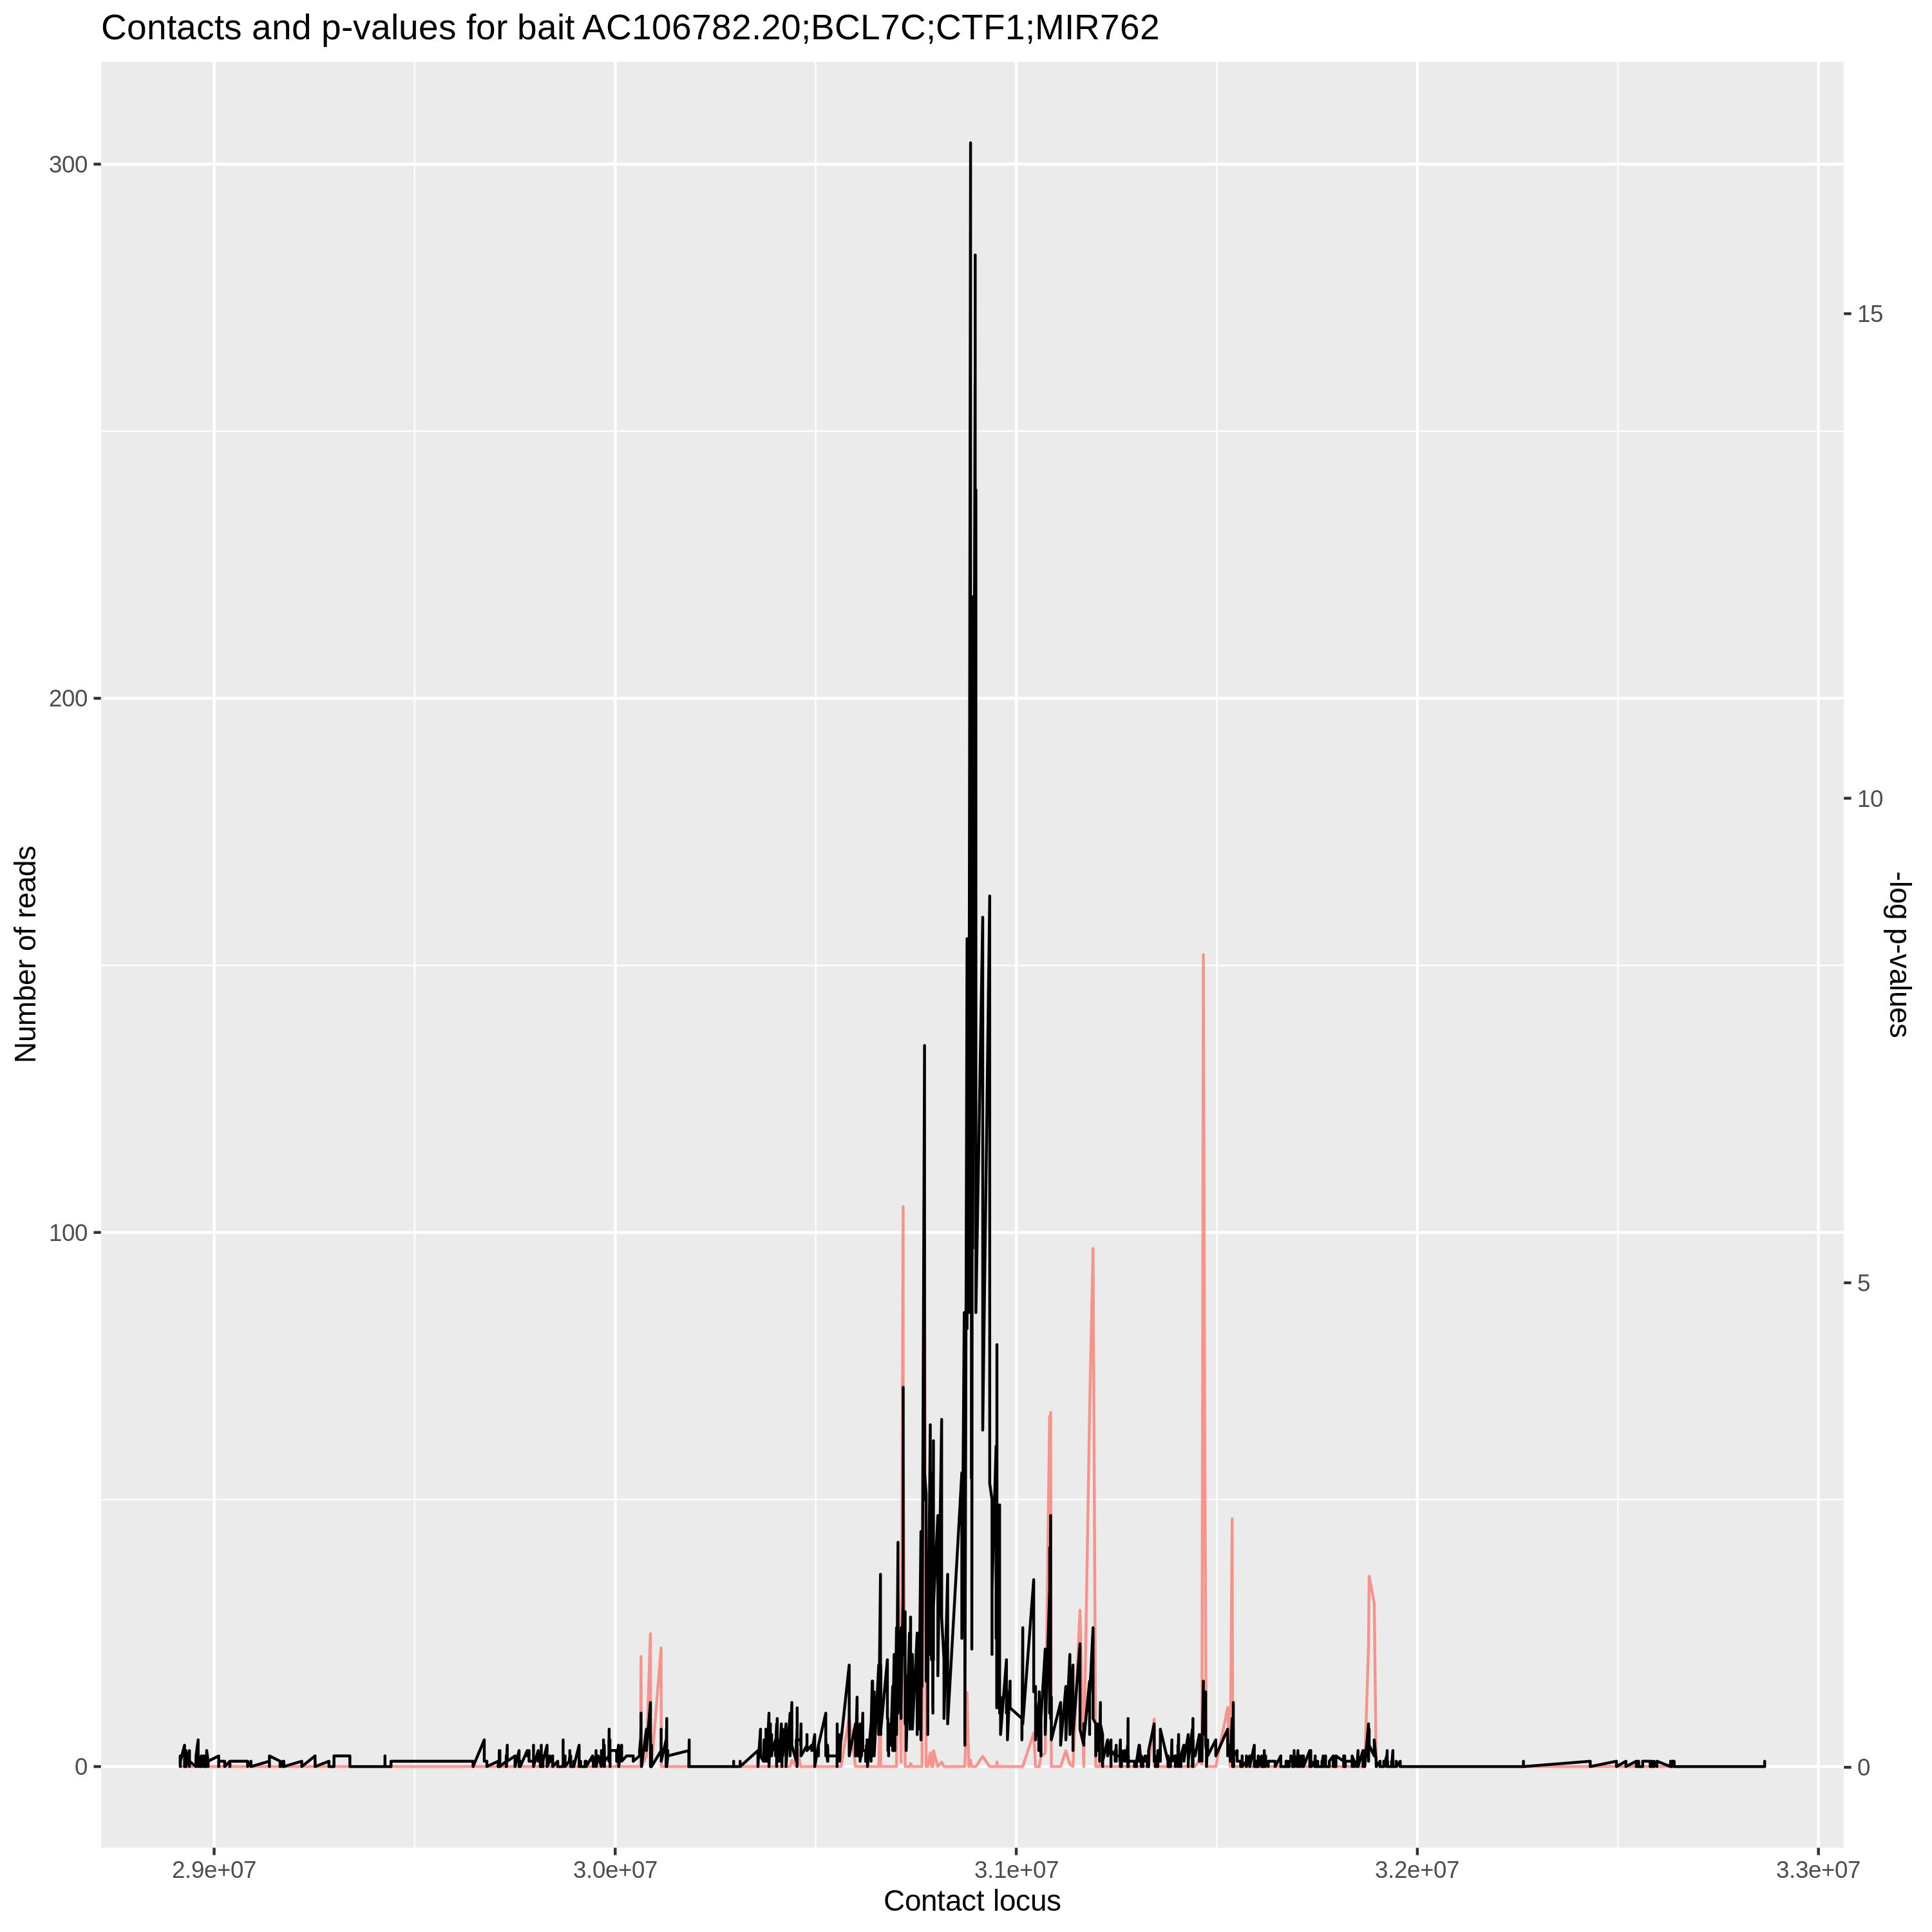 Contacts and p-values for bait AC106782.20;BCL7C;CTF1;MIR762
300
200
100
0
Number of reads
15
10
5
0
-log p-values
2.9e+07
3.0e+07
3.1e+07
3.2e+07
3.3e+07
Contact locus